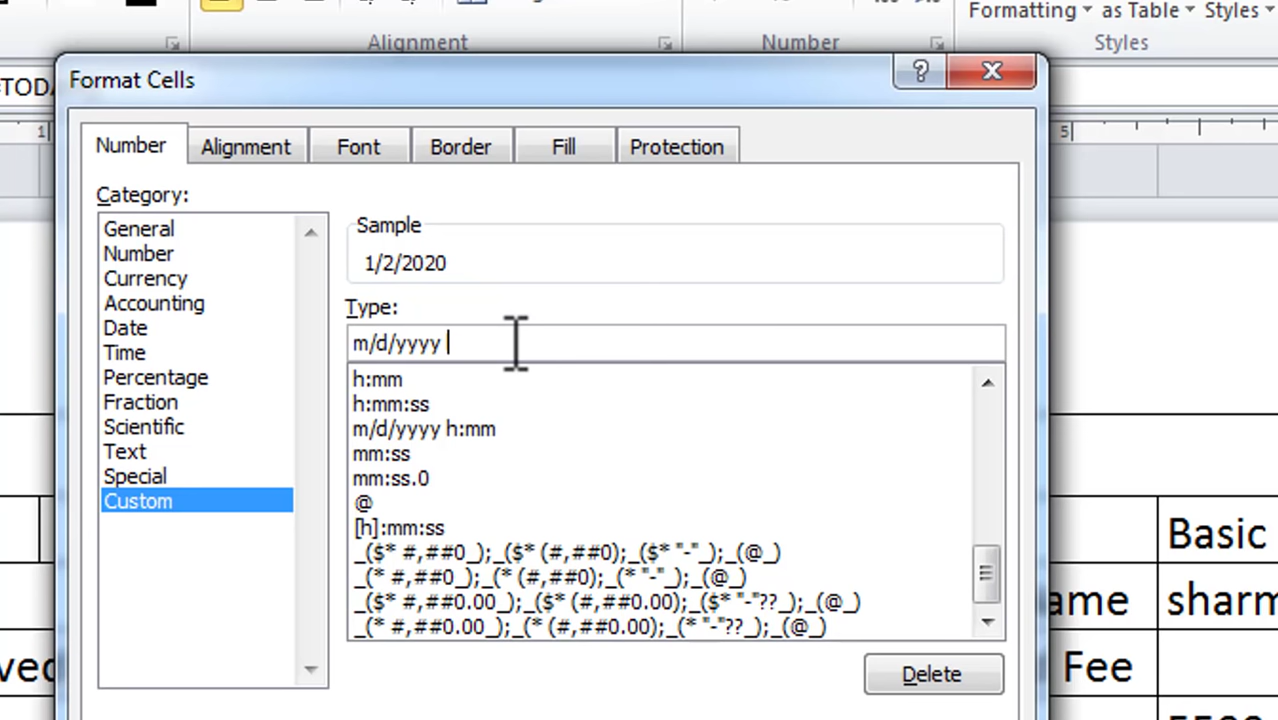 Formatting as Table Styles
Alignment
Number
Styles
Format Cells
?
Number Alignment Font Border Fill Protection
Category:
General
Number
Currency
Accounting
Date
Time
Percentage
Fraction
Scientific
Text
Special
Custom
Sample
1/2/2020
Type:
m/d/yyyy
h:mm
h:mm:ss
m/d/yyyy h:mm
mm:ss
mm:ss.0
@
[h]:mm:ss
_($* #,##0_);_($* (#,##0);_($* "-"_);_(@_)
_(* #,##0_);_(* (#,##0);_(* "-"_);_(@_)
_($* #,##0.00_);_($* (#,##0.00);_($* "-"??_);_(@_)
_(* #,##0.00_);_(* (#,##0.00);_(* "-"??_);_(@_)
Delete
5
Basic
Fee